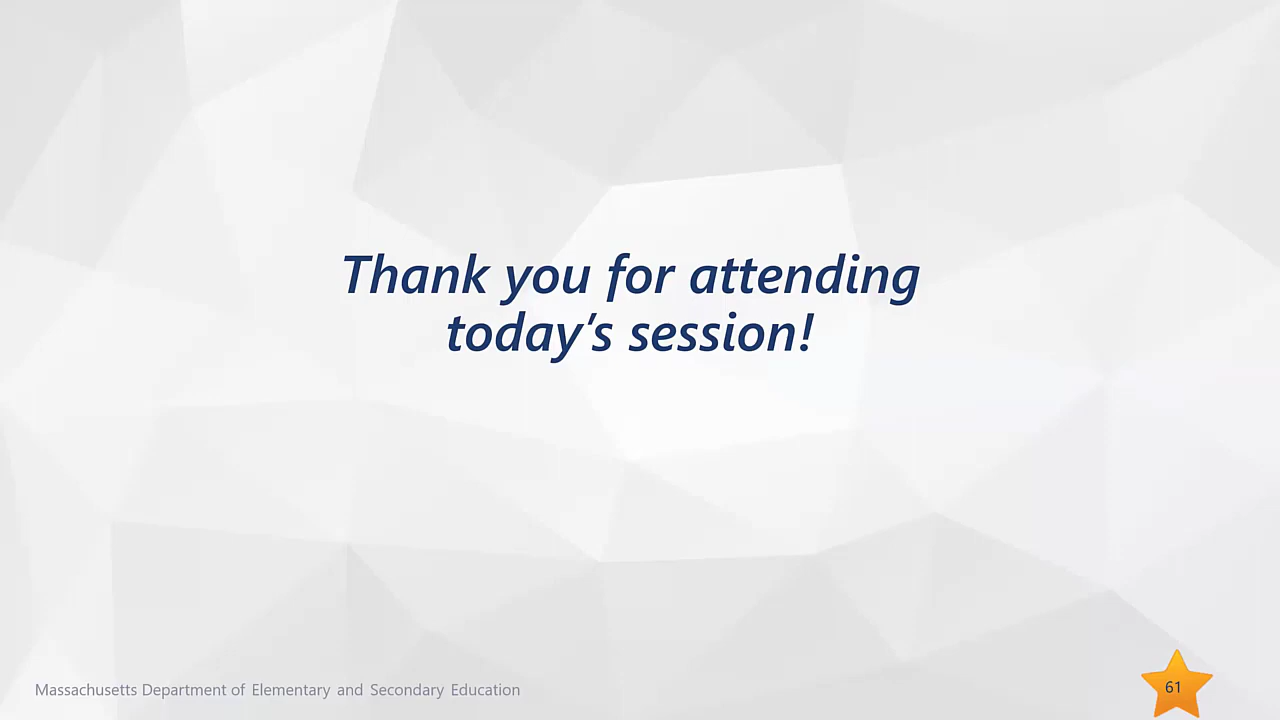 Thank you for attending
today’s session!
Massachusetts Department of Elementary and Secondary Education
61